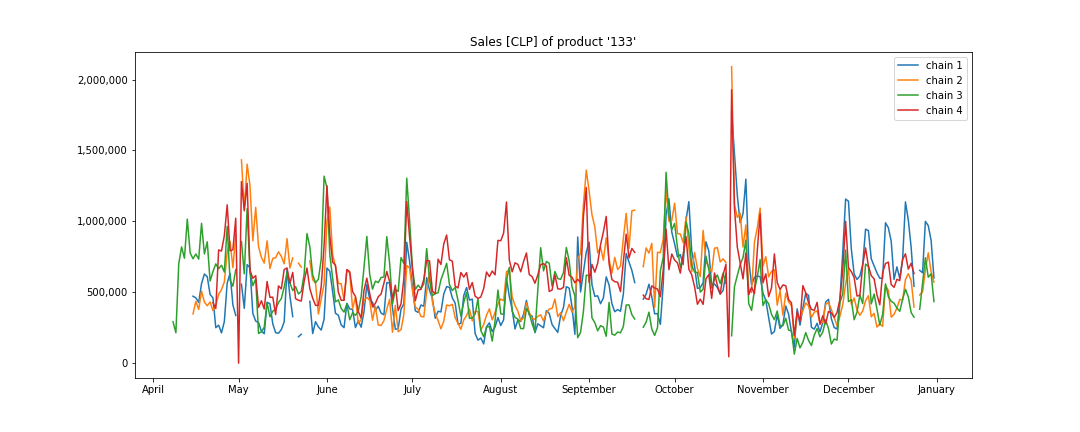 Sales [CLP] of product '133'
chain 1
chain 2
chain 3
chain 4
2,000,000
1,500,000
1,000,000
500,000
0
April May June July August September October November December January